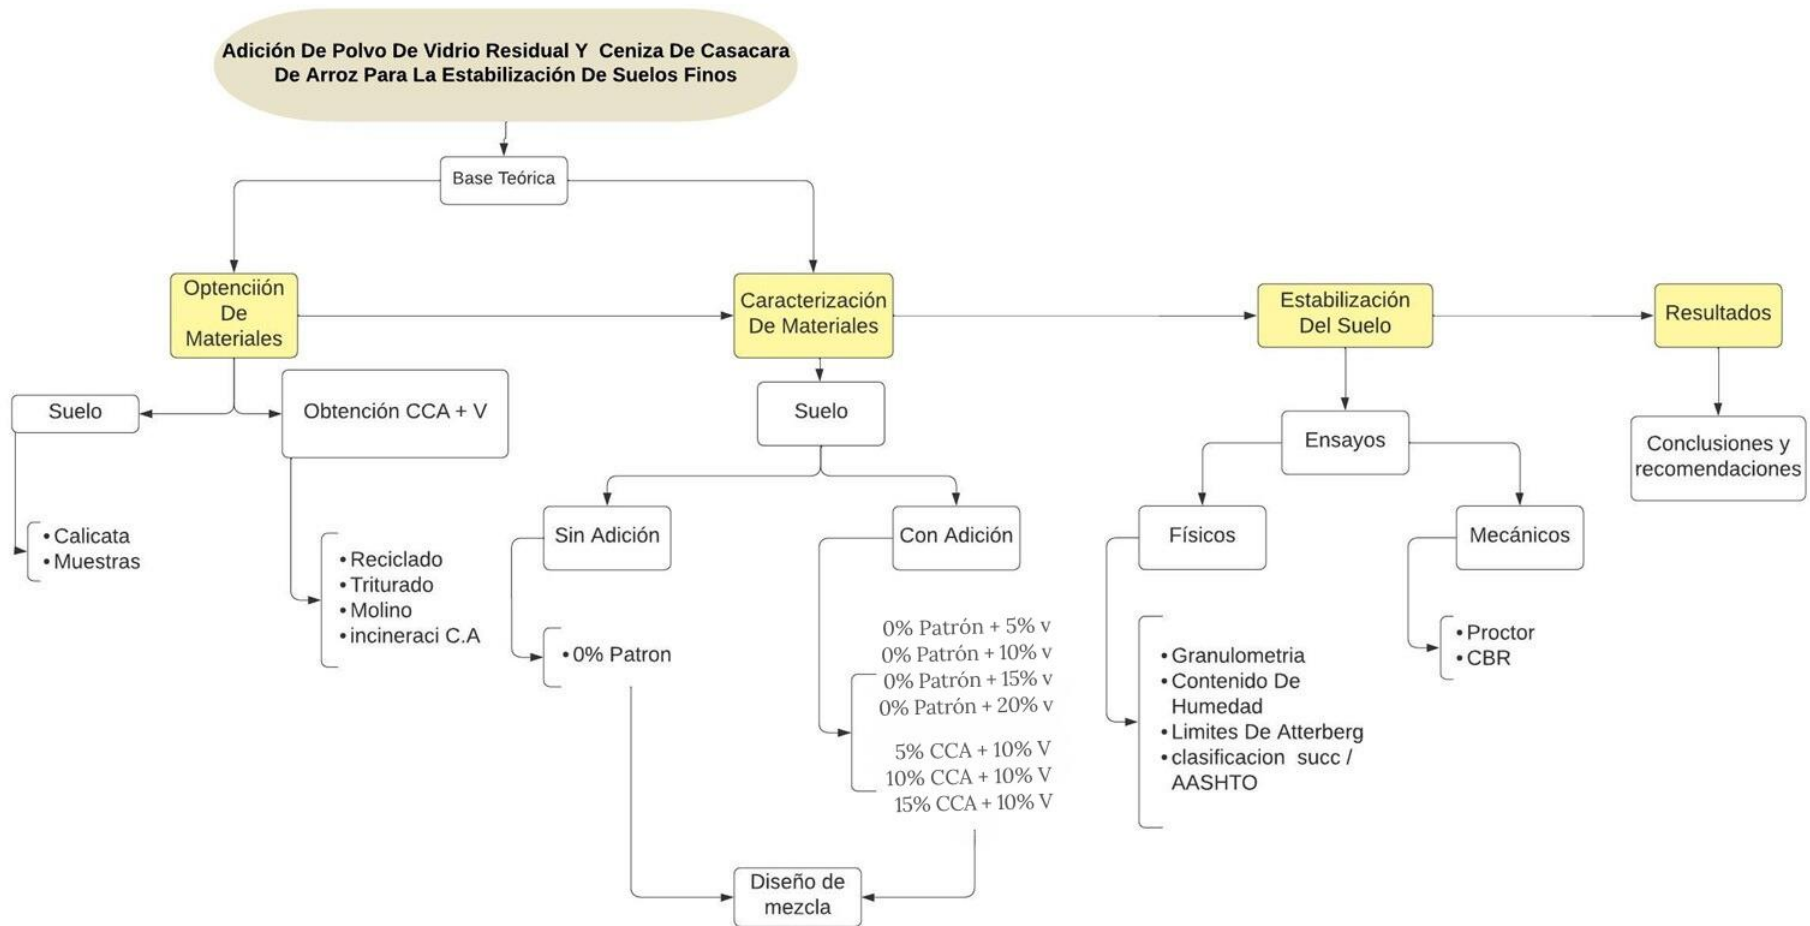 Adición De Polvo De Vidrio Residual Y Ceniza De Casacara
De Arroz Para La Estabilización De Suelos Finos
Base Teórica
Optenciión
De
Materiales
Caracterización
De Materiales
Estabilización
Del Suelo
Resultados
Suelo
Obtención CCA + V
Suelo
Ensayos
Conclusiones y
recomendaciones
• Calicata
• Muestras
• Reciclado
• Triturado
• Molino
• incineraci C.A
Sin Adición
Con Adición
Físicos
Mecánicos
• 0% Patron
0% Patrón + 5% v
0% Patrón + 10% v
0% Patrón + 15% v
0% Patrón + 20% v
5% CCA + 10% V
10% CCA + 10% V
15% CCA + 10% V
• Granulometria
• Contenido De
Humedad
• Limites De Atterberg
• clasificacion succ /
AASHTO
• Proctor
• CBR
Diseño de
mezcla